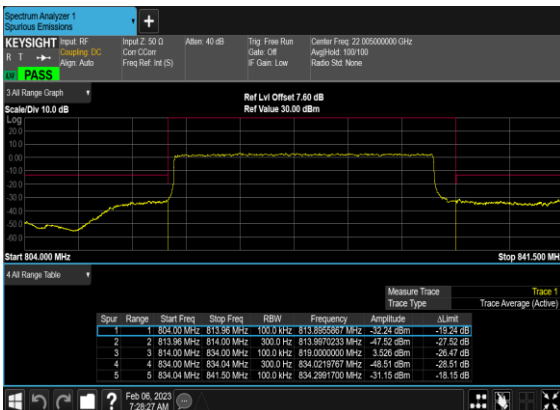 Spectrum Analyzer 1
Spurious Emissions
+
KEYSIGHT Input: RF Input Z: 50 Ω Atten: 40 dB Trig: Free Run Center Freq: 22.005000000 GHz
R T Coupling: DC Corr CCorr Gate: Off Avg|Hold: 100/100
Align: Auto Freq Ref: Int (S) IF Gain: Low Radio Std: None
PASS
3 All Range Graph
Ref Lvl Offset 7.60 dB
Scale/Div 10.0 dB Ref Value 30.00 dBm
Log
20.0
10.0
0.00
-10.0
-20.0
-30.0
-40.0
-50.0
-60.0
Start 804.000 MHz Stop 841.500 MHz
4 All Range Table
Measure Trace Trace 1
Trace Type Trace Average (Active)
Spur Range Start Freq Stop Freq RBW Frequency Amplitude ΔLimit
1 1 804.00 MHz 813.96 MHz 100.0 kHz 813.8955867 MHz -32.24 dBm -19.24 dB
2 2 813.96 MHz 814.00 MHz 300.0 Hz 813.9970233 MHz -47.52 dBm -27.52 dB
3 3 814.00 MHz 834.00 MHz 100.0 kHz 819.0000000 MHz 3.526 dBm -26.47 dB
4 4 834.00 MHz 834.04 MHz 300.0 Hz 834.0219767 MHz -48.51 dBm -28.51 dB
5 5 834.04 MHz 841.50 MHz 100.0 kHz 834.2991700 MHz -31.15 dBm -18.15 dB
?
Feb 06, 2023
7:28:27 AM